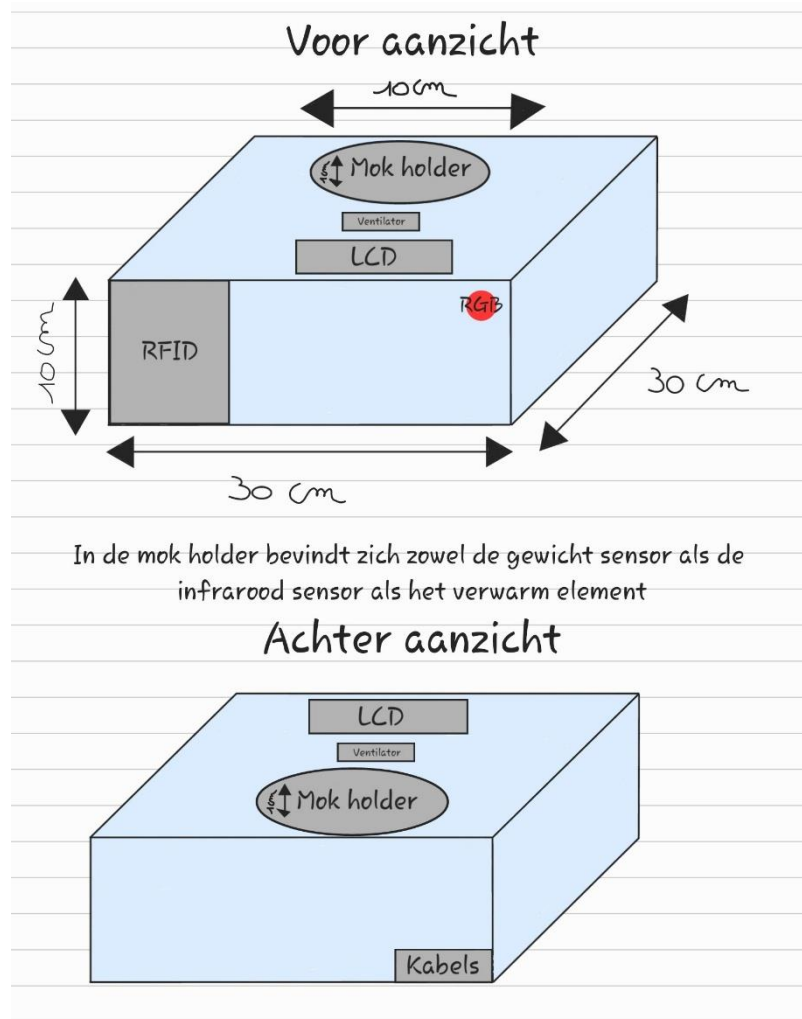 Voor aanzicht
10cm
Mok holder
Ventilator
LCD
RGB
RFID
10cm
30 cm
30 cm
In de mok holder bevindt zich zowel de gewicht sensor als de
infrarood sensor als het verwarm element
Achter aanzicht
LCD
Ventilator
Mok holder
Kabels